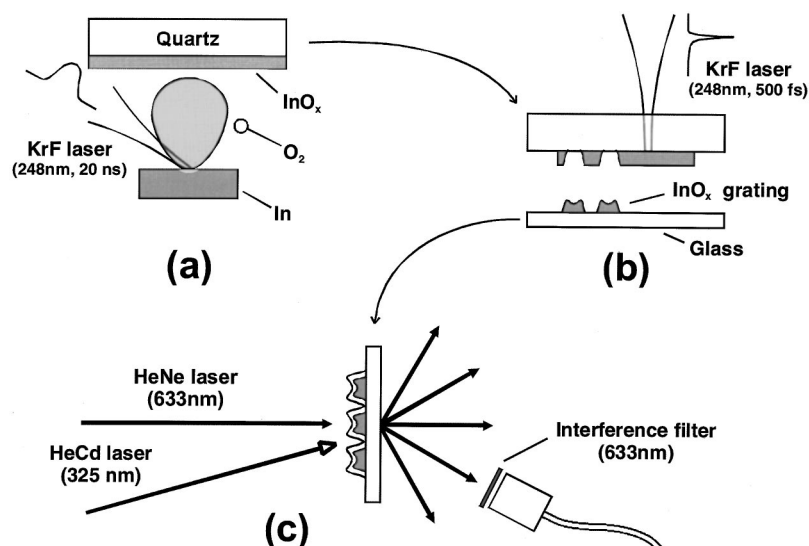 Quartz
InOx
KrF laser
(248nm, 20 ns)
O2
In
(a)
KrF laser
(248nm, 500 fs)
InOx grating
Glass
(b)
HeNe laser
(633nm)
HeCd laser
(325 nm)
Interference filter
(633nm)
(c)